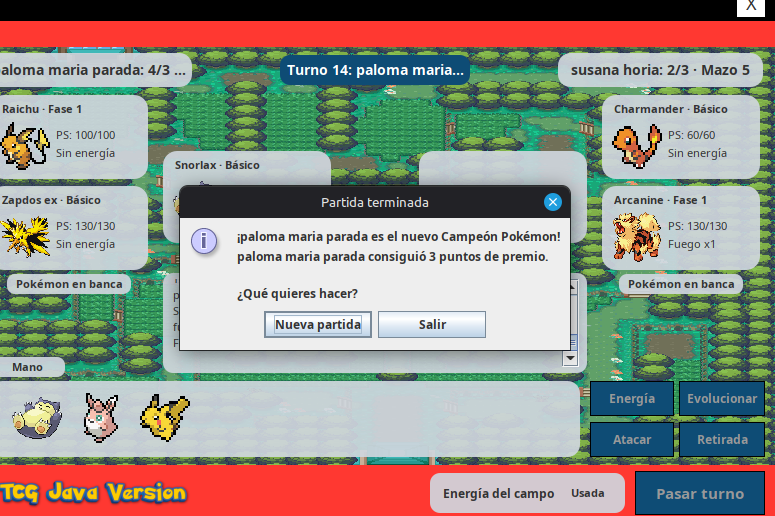 X
paloma maria parada: 4/3 ...
Turno 14: paloma maria...
susana horia: 2/3 · Mazo 5
Raichu · Fase 1
PS: 100/100
Sin energía
Charmander · Básico
PS: 60/60
Sin energía
Snorlax · Básico
Zapdos ex · Básico
PS: 130/130
Sin energía
Arcanine · Fase 1
PS: 130/130
Fuego x1
Partida terminada
¡paloma maria parada es el nuevo Campeón Pokémon!
paloma maria parada consiguió 3 puntos de premio.
¿Qué quieres hacer?
Nueva partida
Salir
Pokémon en banca
Pokémon en banca
Mano
Energía
Evolucionar
Atacar
Retirada
TCG Java Version
Energía del campo
Usada
Pasar turno